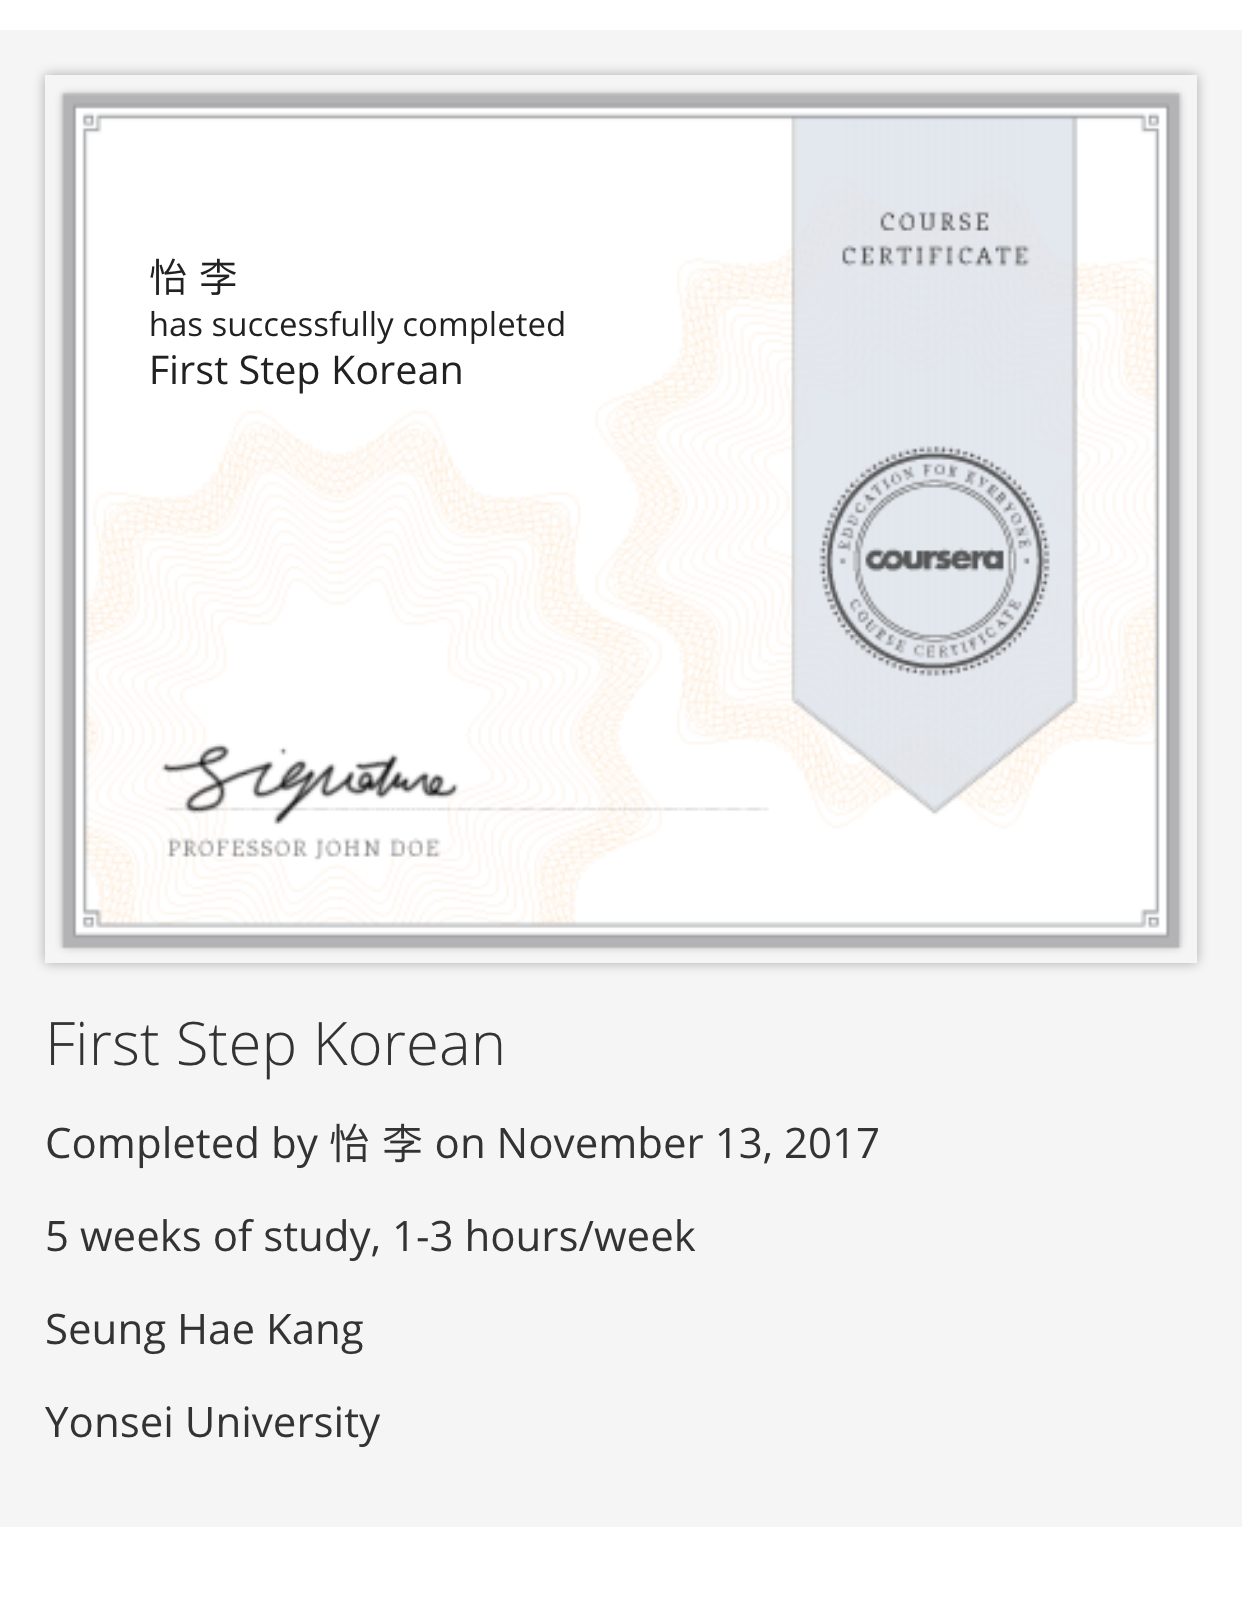 COURSE
CERTIFICATE
怡 李
has successfully completed
First Step Korean
EDUCATION FOR EVERYONE
coursera
COURSE CERTIFICATE
Signature
PROFESSOR JOHN DOE
First Step Korean
Completed by 怡 李 on November 13, 2017
5 weeks of study, 1-3 hours/week
Seung Hae Kang
Yonsei University